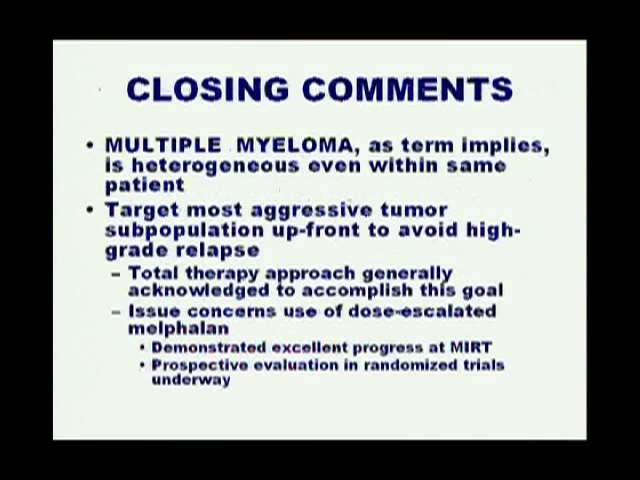 CLOSING COMMENTS
• MULTIPLE MYELOMA, as term implies,
is heterogeneous even within same
patient
• Target most aggressive tumor
subpopulation up-front to avoid high-
grade relapse
– Total therapy approach generally
acknowledged to accomplish this goal
– Issue concerns use of dose-escalated
melphalan
• Demonstrated excellent progress at MIRT
• Prospective evaluation in randomized trials
underway